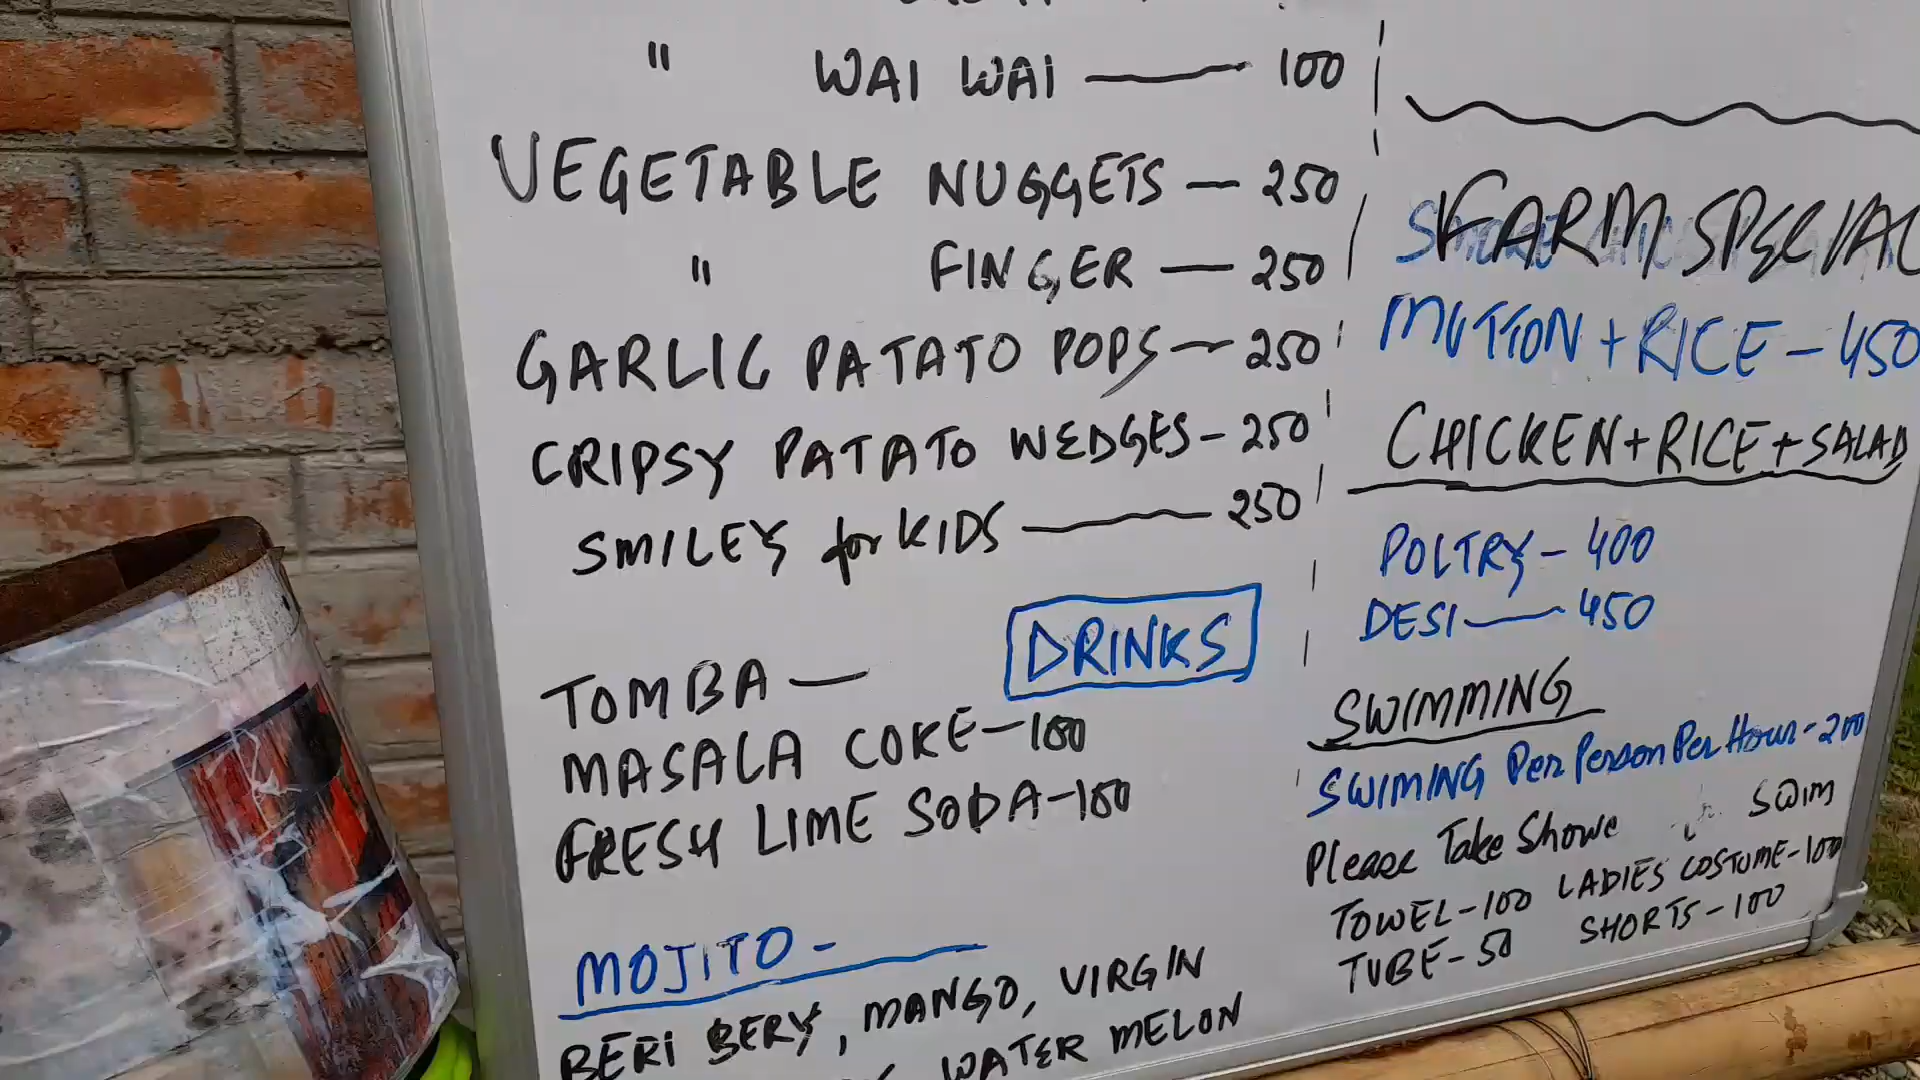 " WAI WAI — 100
VEGETABLE NUGGETS — 250
" FINGER — 250
GARLIC PATATO POPS — 250
CRIPSY PATATO WEDGES - 250
SMILEY for KIDS — 250
DRINKS
TOMBA —
MASALA COKE - 100
FRESH LIME SODA - 100
MOJITO -
BERI BERY, MANGO, VIRGIN
WATER MELON
FARM SPECIAL
MUTTON + RICE - 450
CHICKEN + RICE + SALAD
POLTRY - 400
DESI — 450
SWIMMING
SWIMING Per Person Per Hour - 200
Please Take Showe SWIM
TOWEL - 100 LADIES COSTUME - 100
TUBE - 50 SHORTS - 100